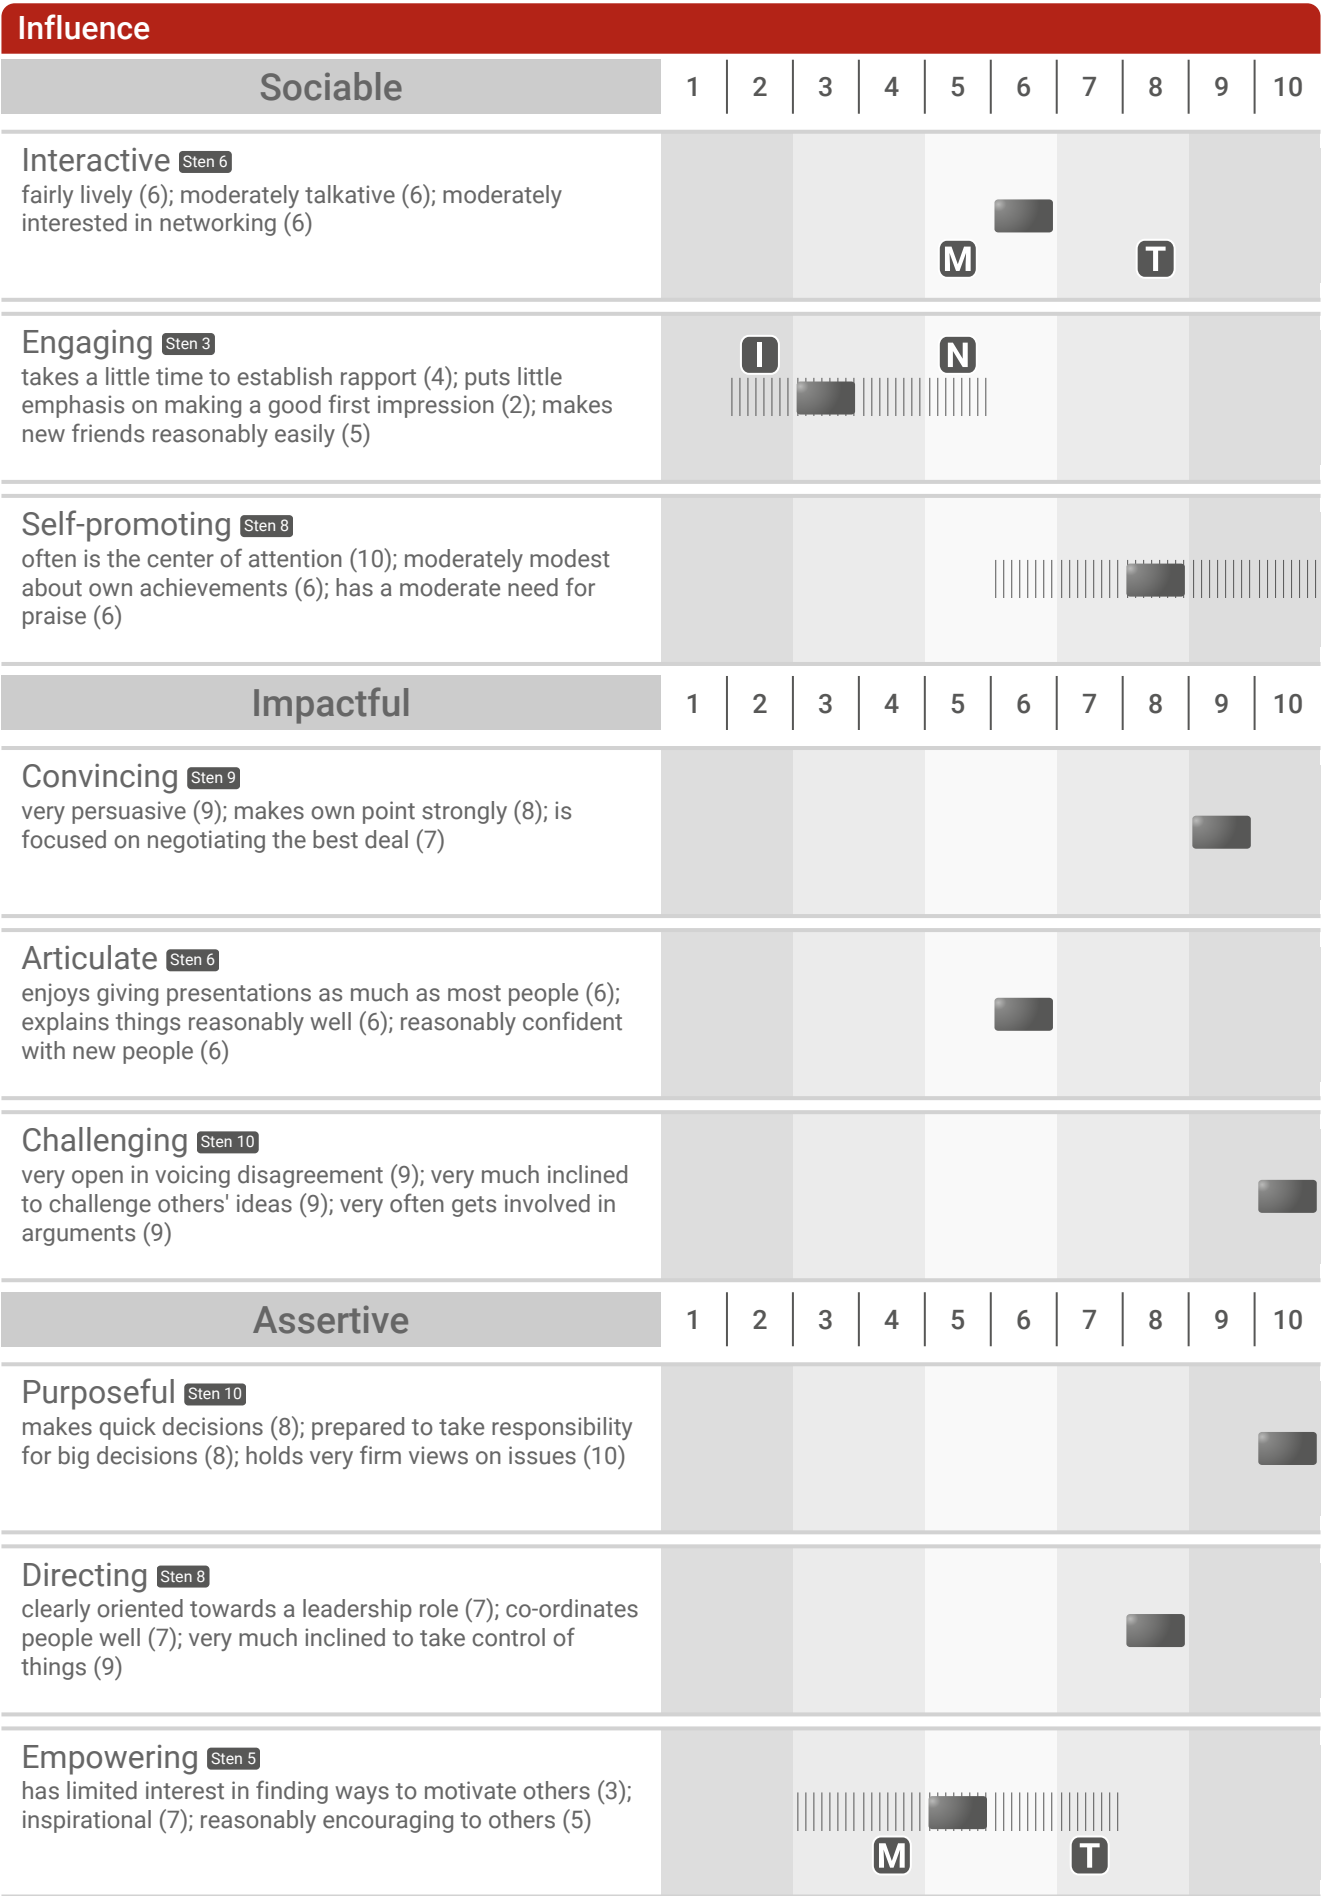 Influence
Sociable 1 2 3 4 5 6 7 8 9 10
Interactive Sten 6
fairly lively (6); moderately talkative (6); moderately
interested in networking (6)
M T
Engaging Sten 3
I N
takes a little time to establish rapport (4); puts little
emphasis on making a good first impression (2); makes
new friends reasonably easily (5)
Self-promoting Sten 8
often is the center of attention (10); moderately modest
about own achievements (6); has a moderate need for
praise (6)
Impactful 1 2 3 4 5 6 7 8 9 10
Convincing Sten 9
very persuasive (9); makes own point strongly (8); is
focused on negotiating the best deal (7)
Articulate Sten 6
enjoys giving presentations as much as most people (6);
explains things reasonably well (6); reasonably confident
with new people (6)
Challenging Sten 10
very open in voicing disagreement (9); very much inclined
to challenge others' ideas (9); very often gets involved in
arguments (9)
Assertive 1 2 3 4 5 6 7 8 9 10
Purposeful Sten 10
makes quick decisions (8); prepared to take responsibility
for big decisions (8); holds very firm views on issues (10)
Directing Sten 8
clearly oriented towards a leadership role (7); co-ordinates
people well (7); very much inclined to take control of
things (9)
Empowering Sten 5
has limited interest in finding ways to motivate others (3);
inspirational (7); reasonably encouraging to others (5)
M T